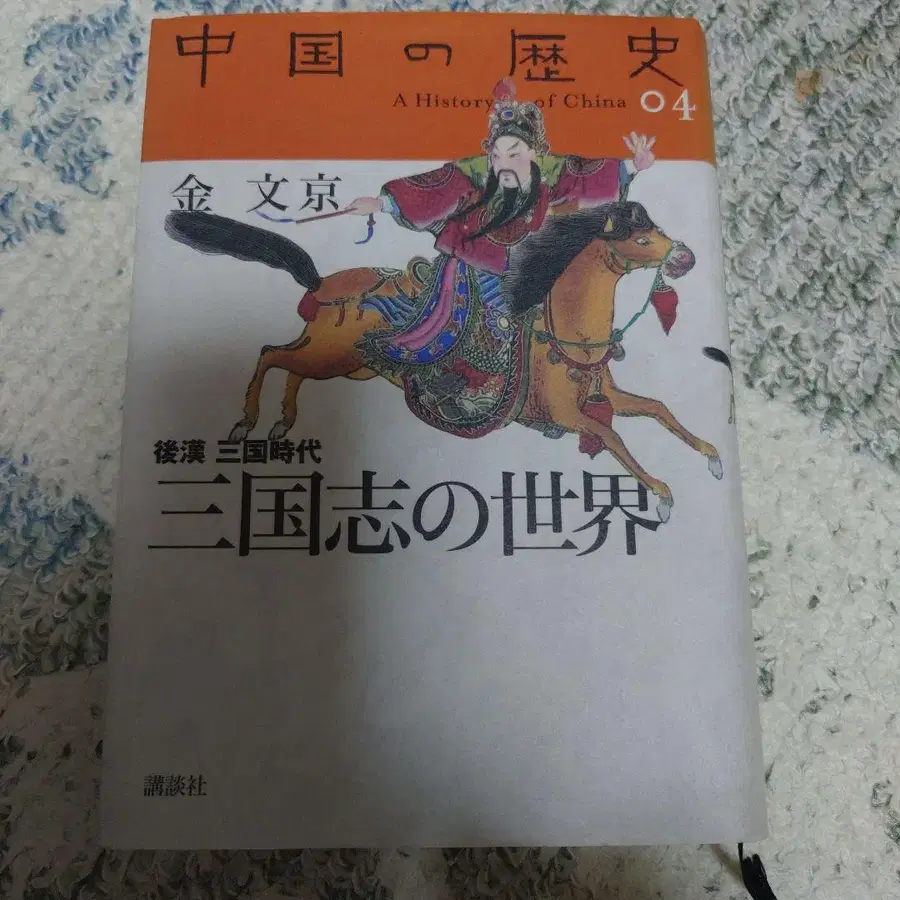 中国の歴史
A History of China 04
金 文京
後漢 三国時代
三国志の世界
講談社